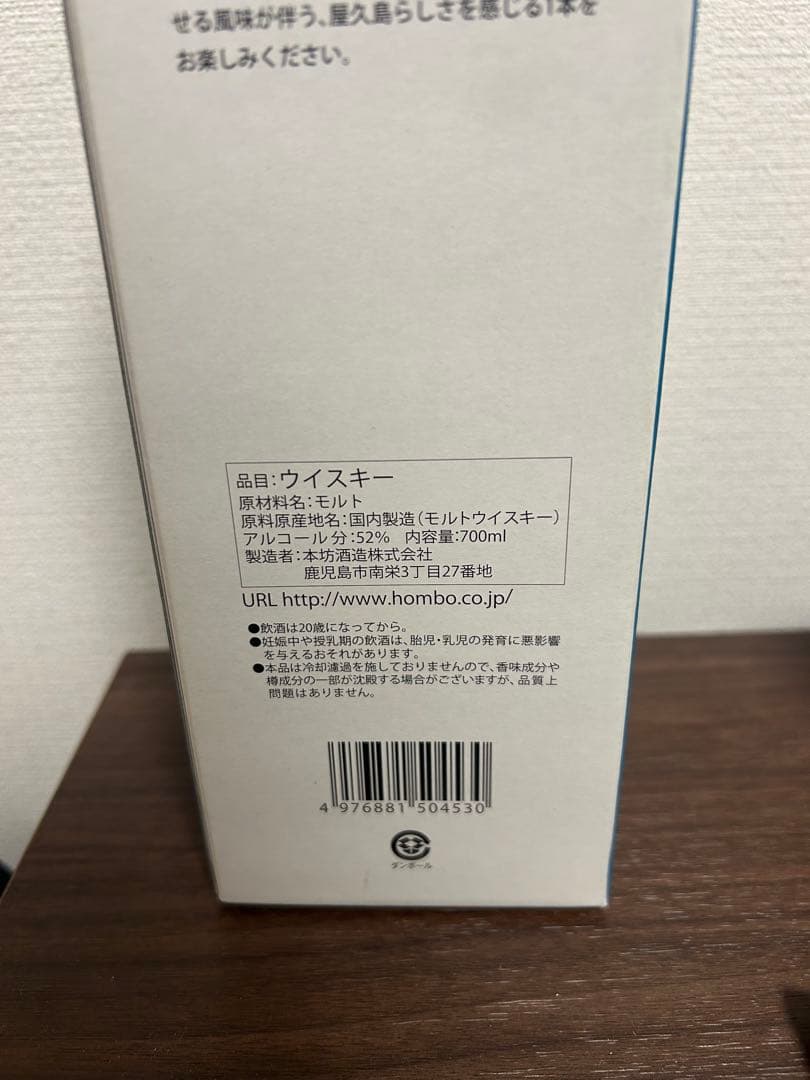 せる風味が伴う、屋久島らしさを感じる1本を
お楽しみください。
品目：ウイスキー
原材料名：モルト
原料原産地名：国内製造（モルトウイスキー）
アルコール分：52%　内容量：700ml
製造者：本坊酒造株式会社
鹿児島市南栄3丁目27番地
URL http://www.hombo.co.jp/
●飲酒は20歳になってから。
●妊娠中や授乳期の飲酒は、胎児・乳児の発育に悪影響
を与えるおそれがあります。
●本品は冷却濾過を施しておりませんので、香味成分や
樽成分の一部が沈殿する場合がございますが、品質上
問題はありません。
4 976881 504530
ダンボール